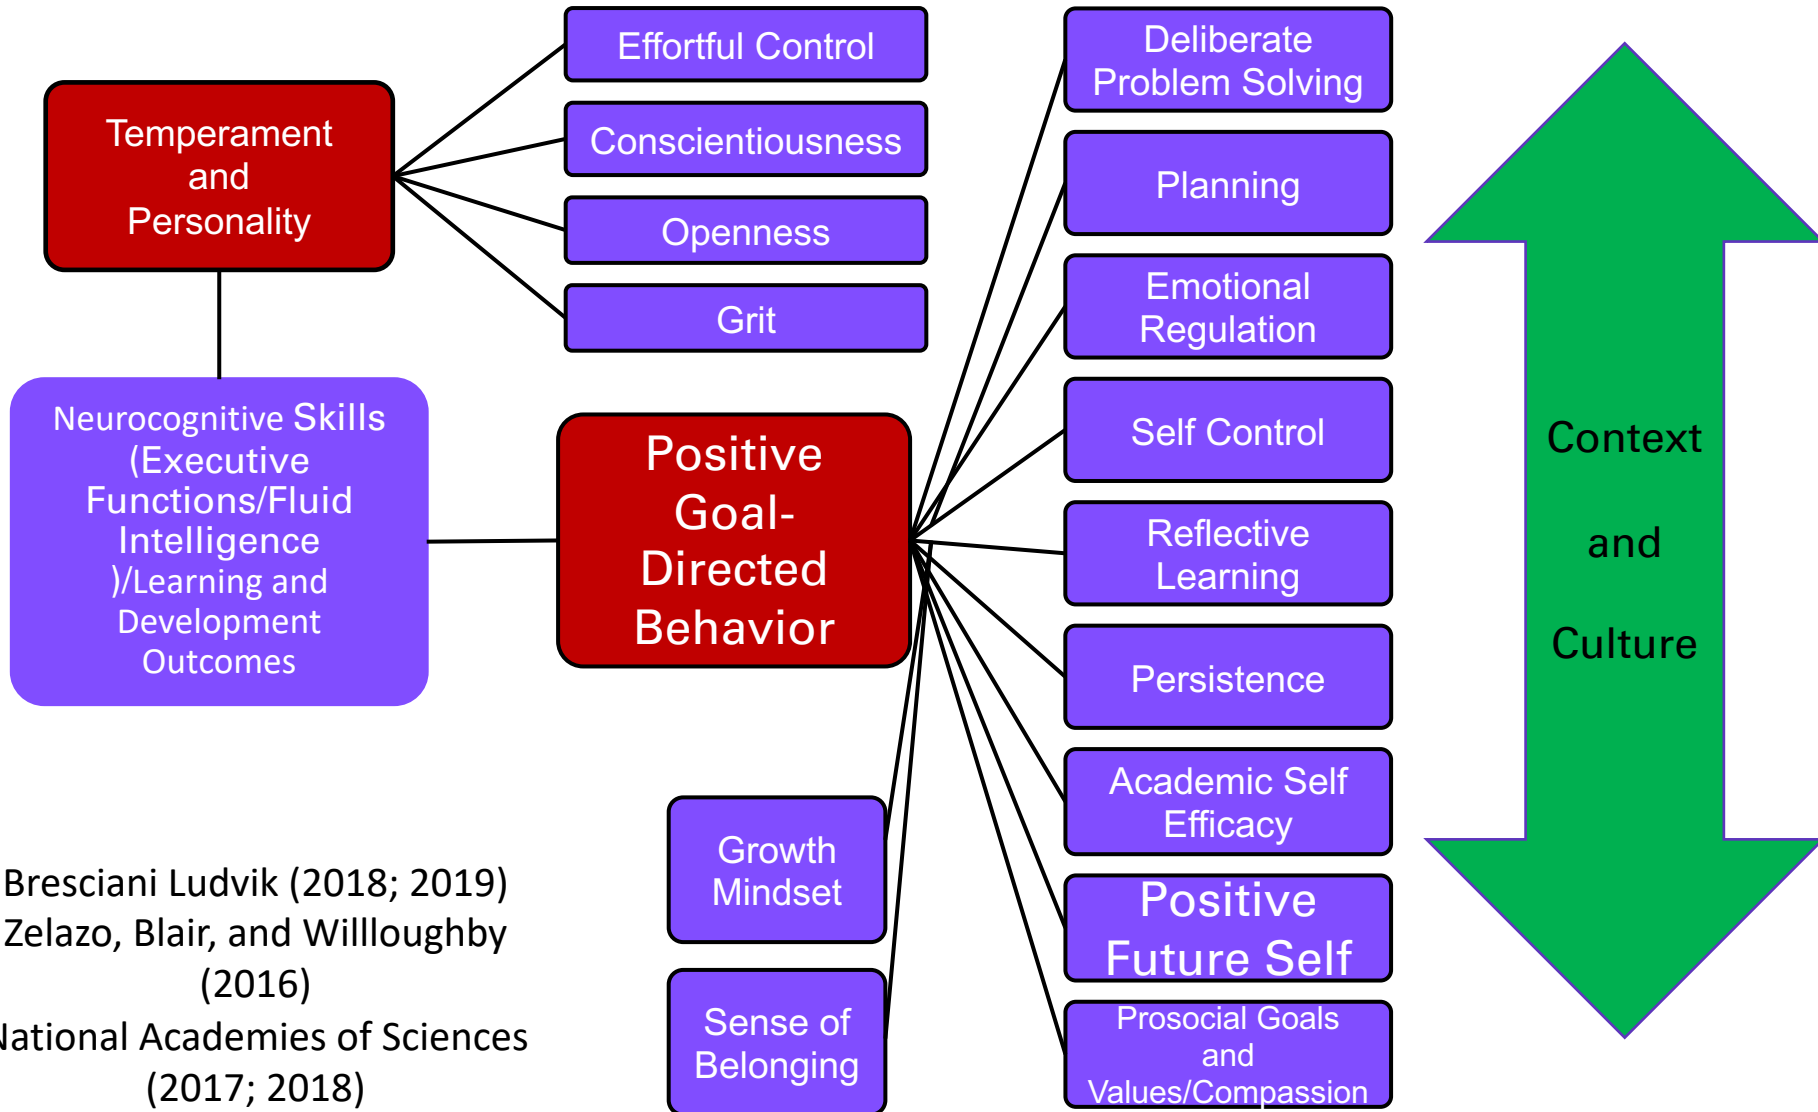 Temperament
and
Personality
Effortful Control
Conscientiousness
Openness
Grit
Neurocognitive Skills
(Executive
Functions/Fluid
Intelligence
)/Learning and
Development
Outcomes
Positive
Goal-
Directed
Behavior
Growth
Mindset
Sense of
Belonging
Deliberate
Problem Solving
Planning
Emotional
Regulation
Self Control
Reflective
Learning
Persistence
Academic Self
Efficacy
Positive
Future Self
Prosocial Goals
and
Values/Compassion
Context
and
Culture
Bresciani Ludvik (2018; 2019)
Zelazo, Blair, and Willloughby
(2016)
National Academies of Sciences
(2017; 2018)